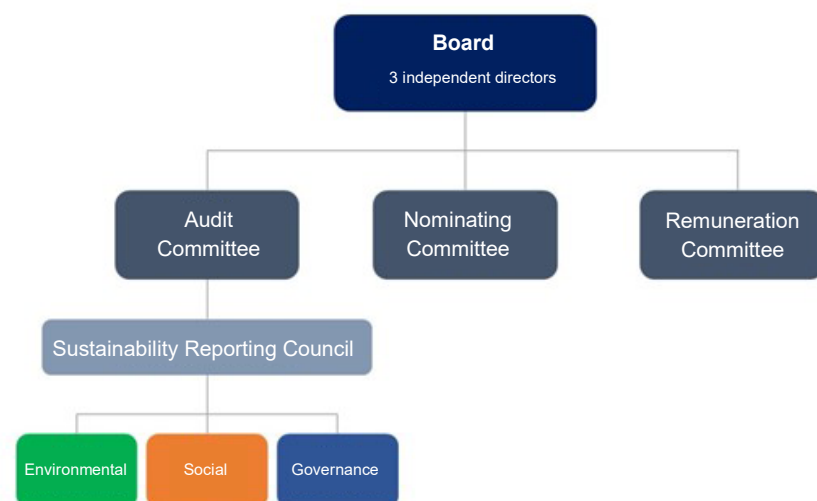 Board
3 independent directors
Audit
Committee
Nominating
Committee
Remuneration
Committee
Sustainability Reporting Council
Environmental
Social
Governance